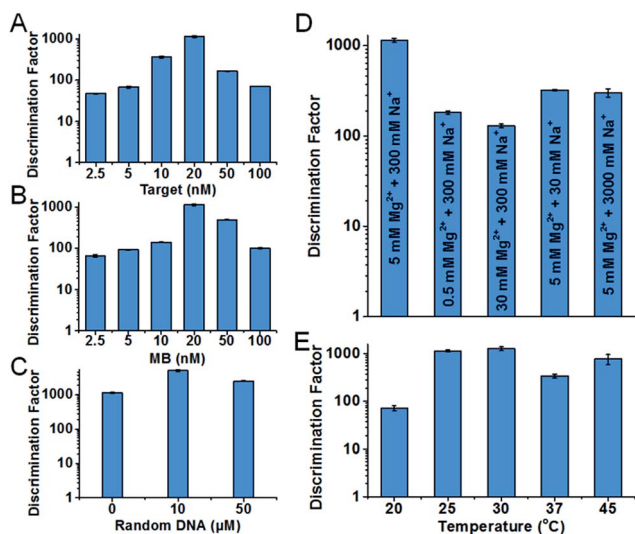 A
Discrimination Factor
1000
100
10
1
2.5 5 10 20 50 100
Target (nM)
B
Discrimination Factor
1000
100
10
1
2.5 5 10 20 50 100
MB (nM)
C
Discrimination Factor
1000
100
10
1
0 10 50
Random DNA (µM)
D
Discrimination Factor
1000
100
10
1
5 mM Mg²⁺ + 300 mM Na⁺
0.5 mM Mg²⁺ + 300 mM Na⁺
30 mM Mg²⁺ + 300 mM Na⁺
5 mM Mg²⁺ + 30 mM Na⁺
5 mM Mg²⁺ + 3000 mM Na⁺
E
Discrimination Factor
1000
100
10
1
20 25 30 37 45
Temperature (°C)